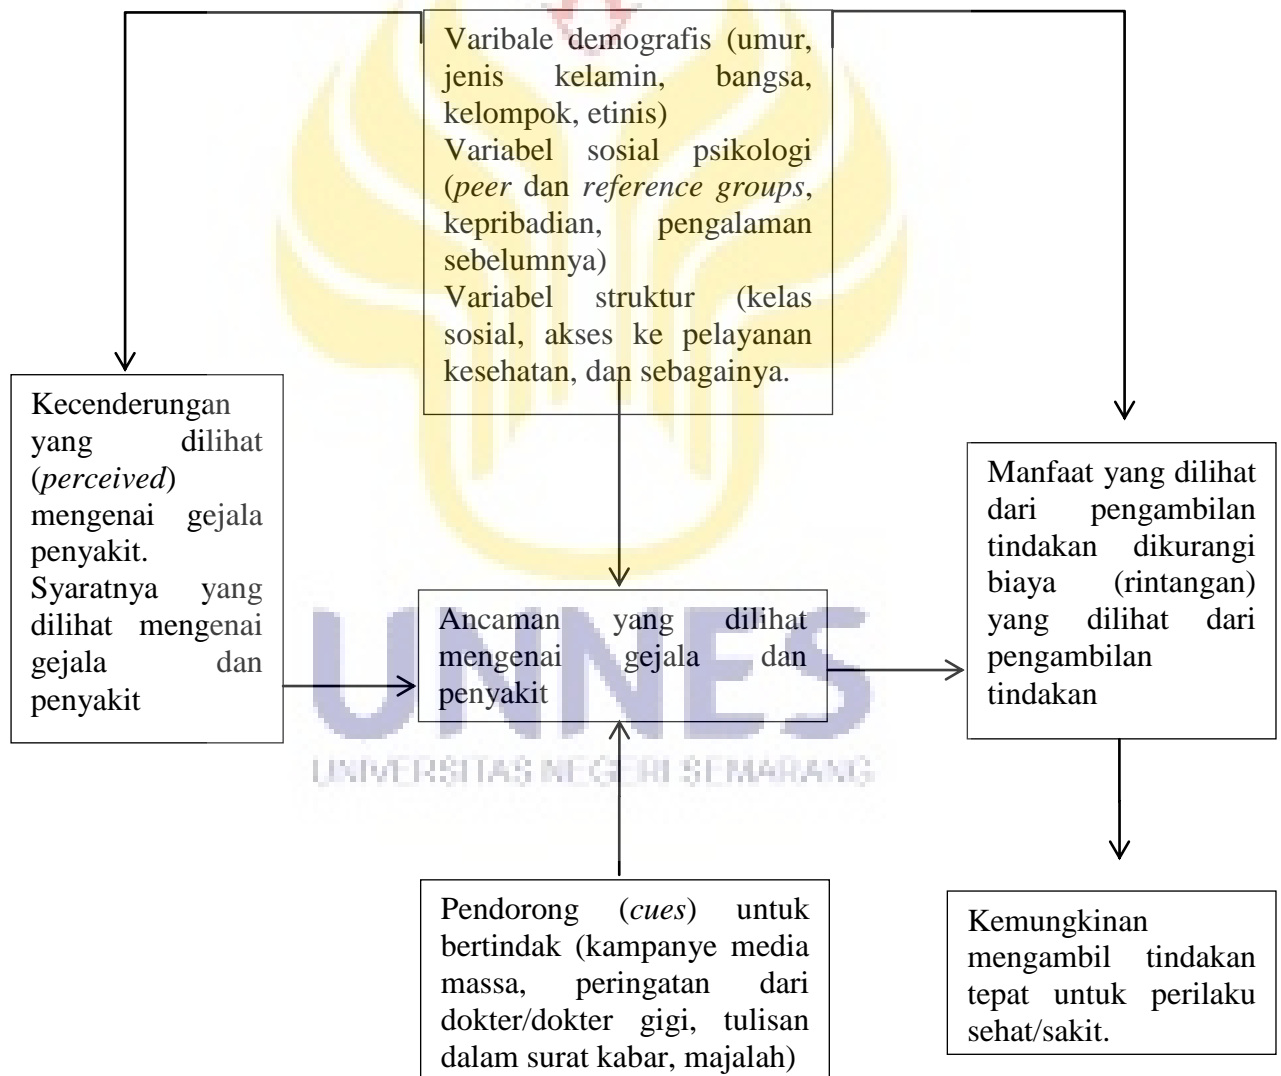 Varibale demografis (umur,
jenis kelamin, bangsa,
kelompok, etinis)
Variabel sosial psikologi
(peer dan reference groups,
kepribadian, pengalaman
sebelumnya)
Variabel struktur (kelas
sosial, akses ke pelayanan
kesehatan, dan sebagainya.
Kecenderungan
yang dilihat
(perceived)
mengenai gejala
penyakit.
Syaratnya yang
dilihat mengenai
gejala dan
penyakit
Ancaman yang dilihat
mengenai gejala dan
penyakit
Manfaat yang dilihat
dari pengambilan
tindakan dikurangi
biaya (rintangan)
yang dilihat dari
pengambilan
tindakan
UNNES
UNIVERSITAS NEGERI SEMARANG
Pendorong (cues) untuk
bertindak (kampanye media
massa, peringatan dari
dokter/dokter gigi, tulisan
dalam surat kabar, majalah)
Kemungkinan
mengambil tindakan
tepat untuk perilaku
sehat/sakit.